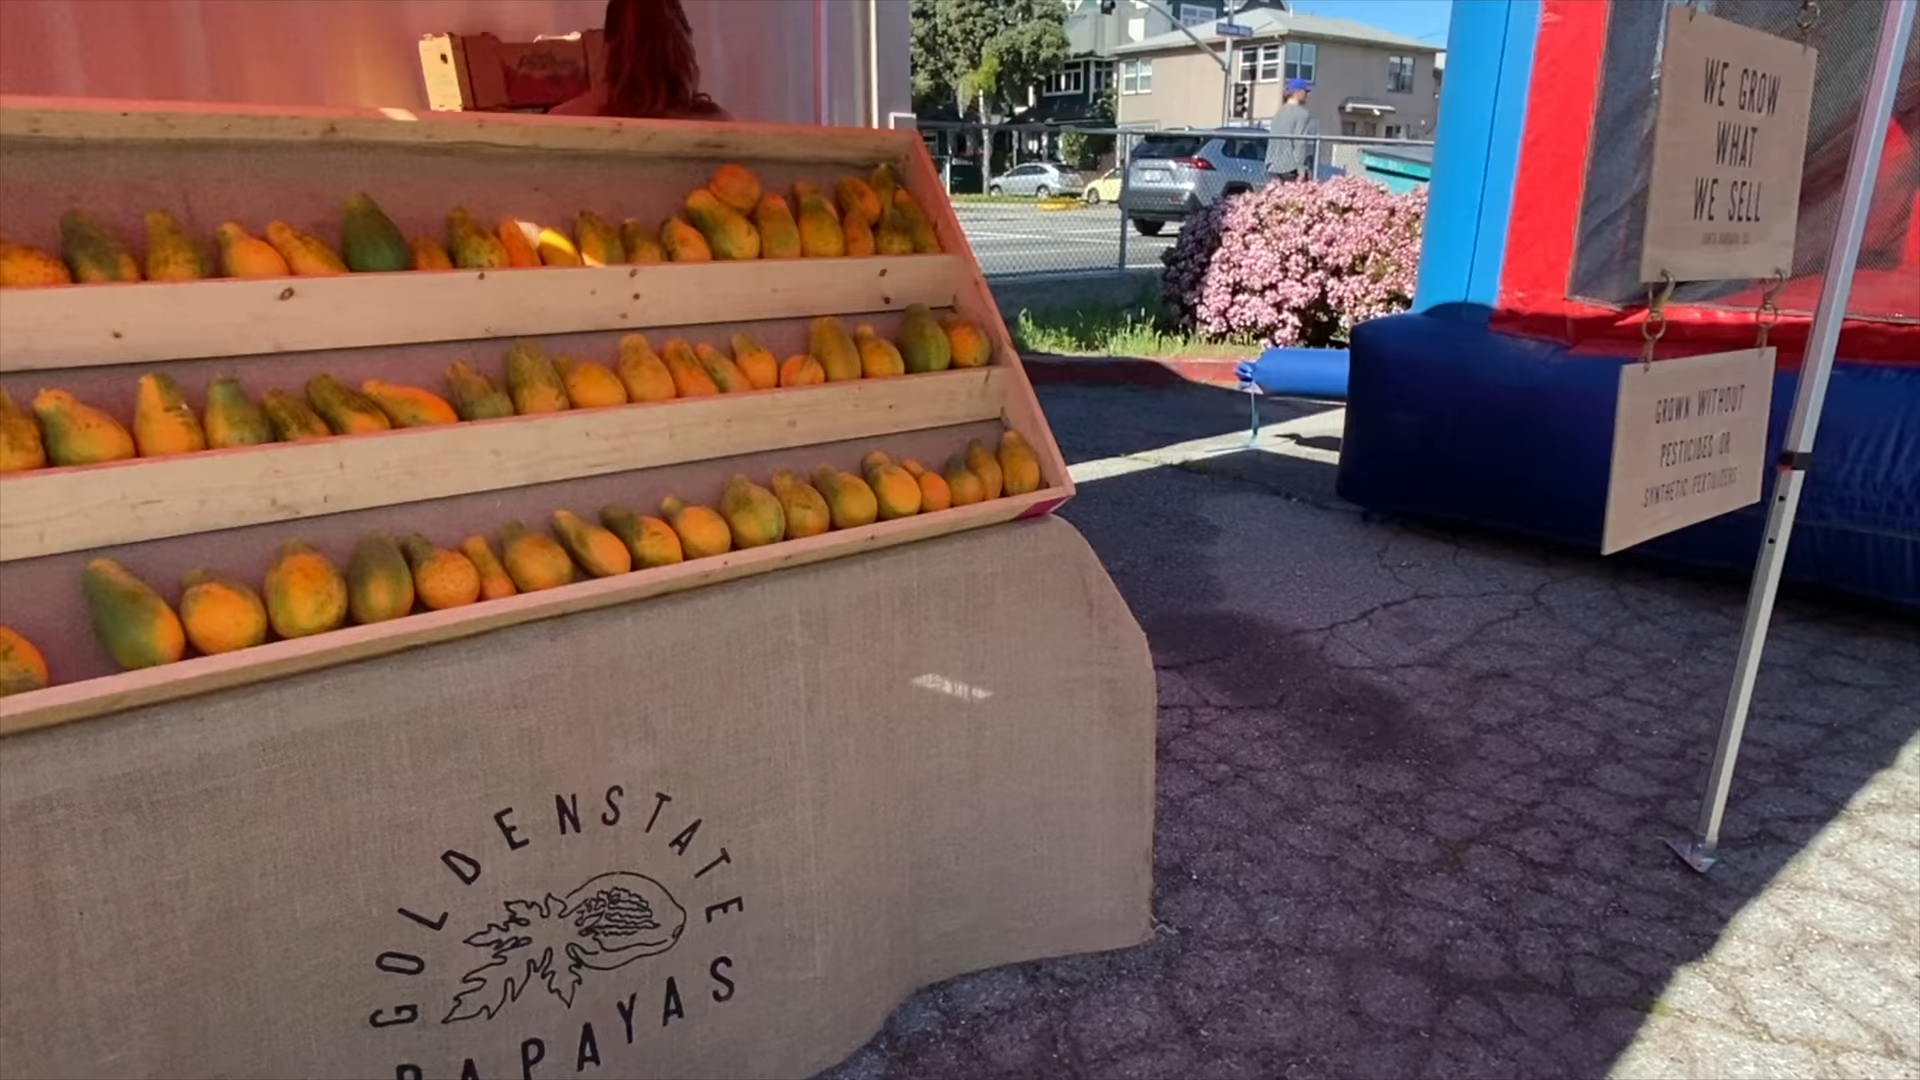 WE GROW
WHAT
WE SELL
GROWN WITHOUT
PESTICIDES OR
SYNTHETIC FERTILIZERS
GOLDENSTATE
PAPAYAS